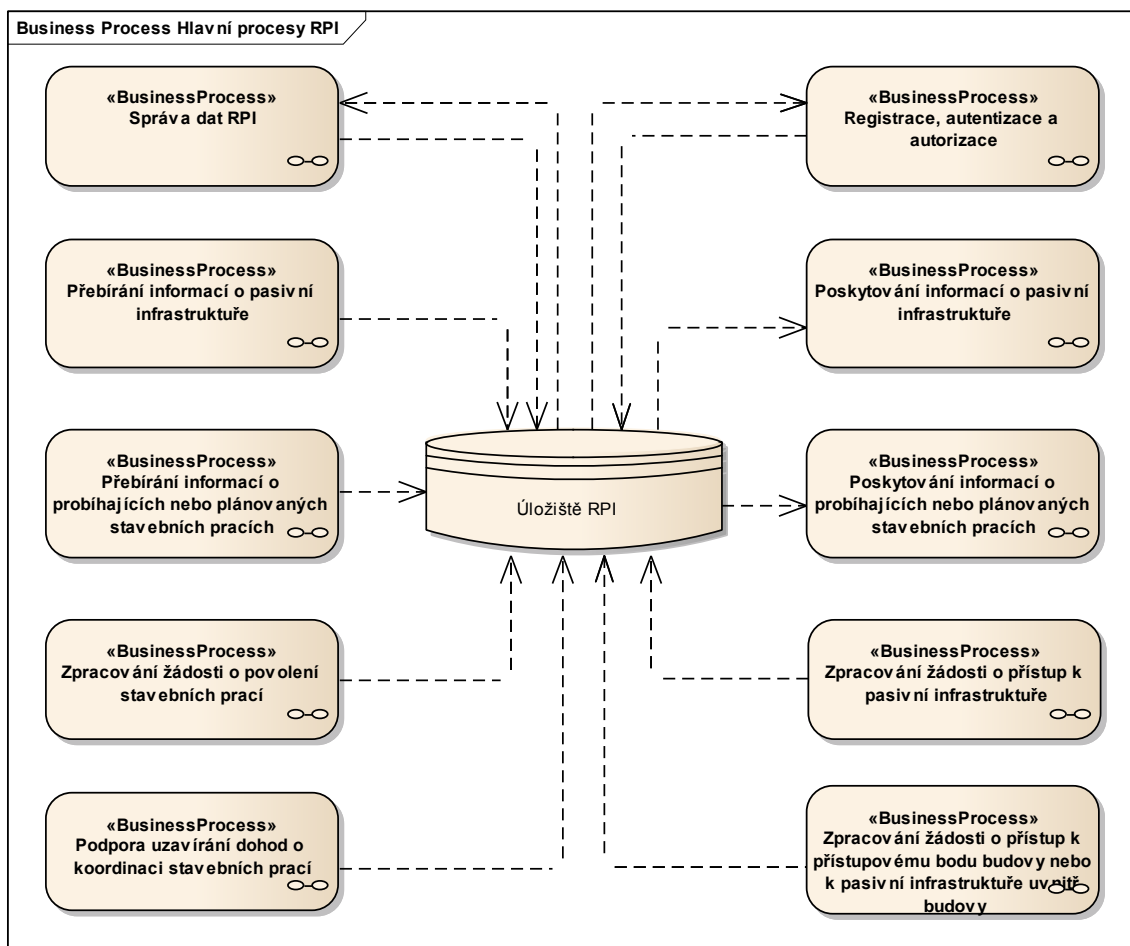 Business Process Hlavní procesy RPI
«BusinessProcess»
Správa dat RPI
«BusinessProcess»
Registrace, autentizace a
autorizace
«BusinessProcess»
Přebírání informací o pasivní
infrastruktuře
«BusinessProcess»
Poskytování informací o pasivní
infrastruktuře
«BusinessProcess»
Přebírání informací o
probíhajících nebo plánovaných
stavebních pracích
Úložiště RPI
«BusinessProcess»
Poskytování informací o
probíhajících nebo plánovaných
stavebních pracích
«BusinessProcess»
Zpracování žádosti o povolení
stavebních prací
«BusinessProcess»
Zpracování žádosti o přístup k
pasivní infrastruktuře
«BusinessProcess»
Podpora uzavírání dohod o
koordinaci stavebních prací
«BusinessProcess»
Zpracování žádosti o přístup k
přístupovému bodu budovy nebo
k pasivní infrastruktuře uvnitř
budovy